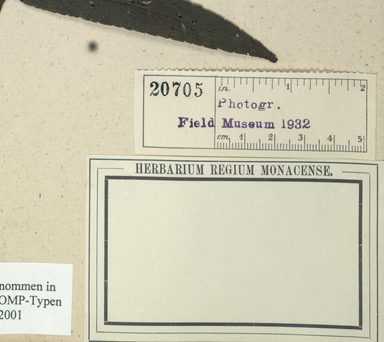 20705
in. 1 2
Photogr.
Field Museum 1932
cm. 1 2 3 4 5
HERBARIUM REGIUM MONACENSE.
nommen in
OMP-Typen
2001